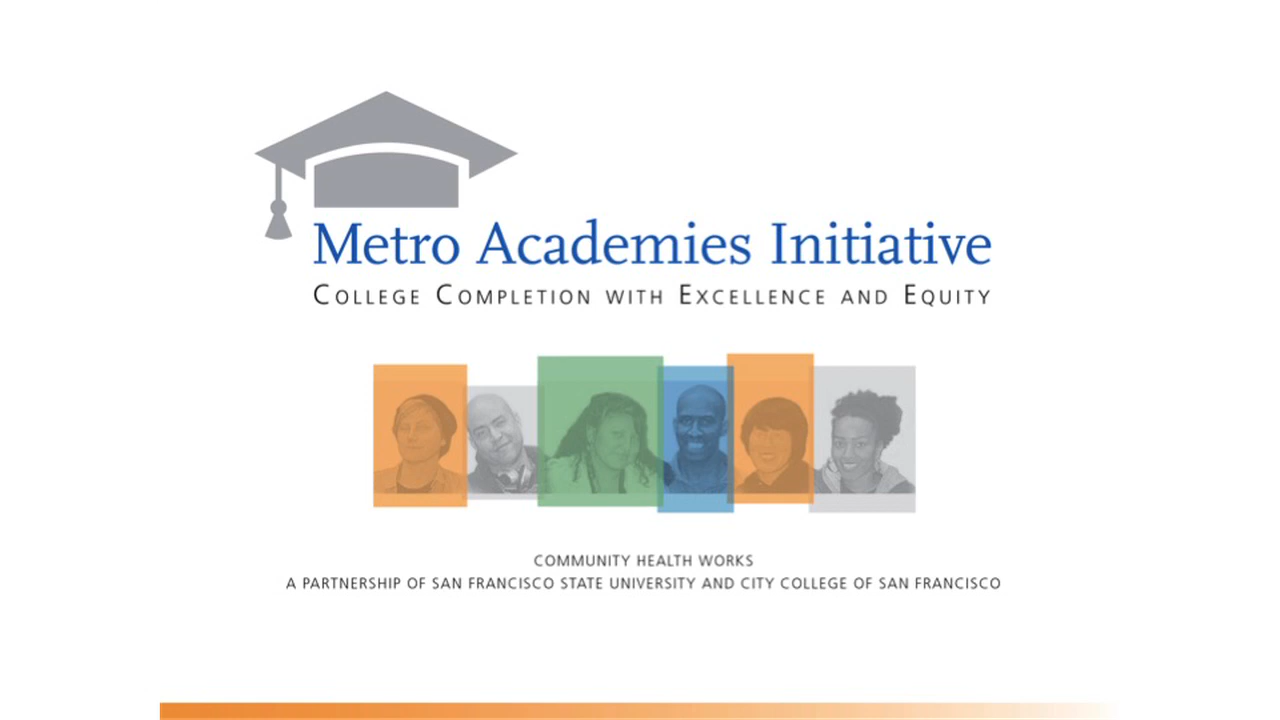 Metro Academies Initiative
College Completion with Excellence and Equity
COMMUNITY HEALTH WORKS
A PARTNERSHIP OF SAN FRANCISCO STATE UNIVERSITY AND CITY COLLEGE OF SAN FRANCISCO